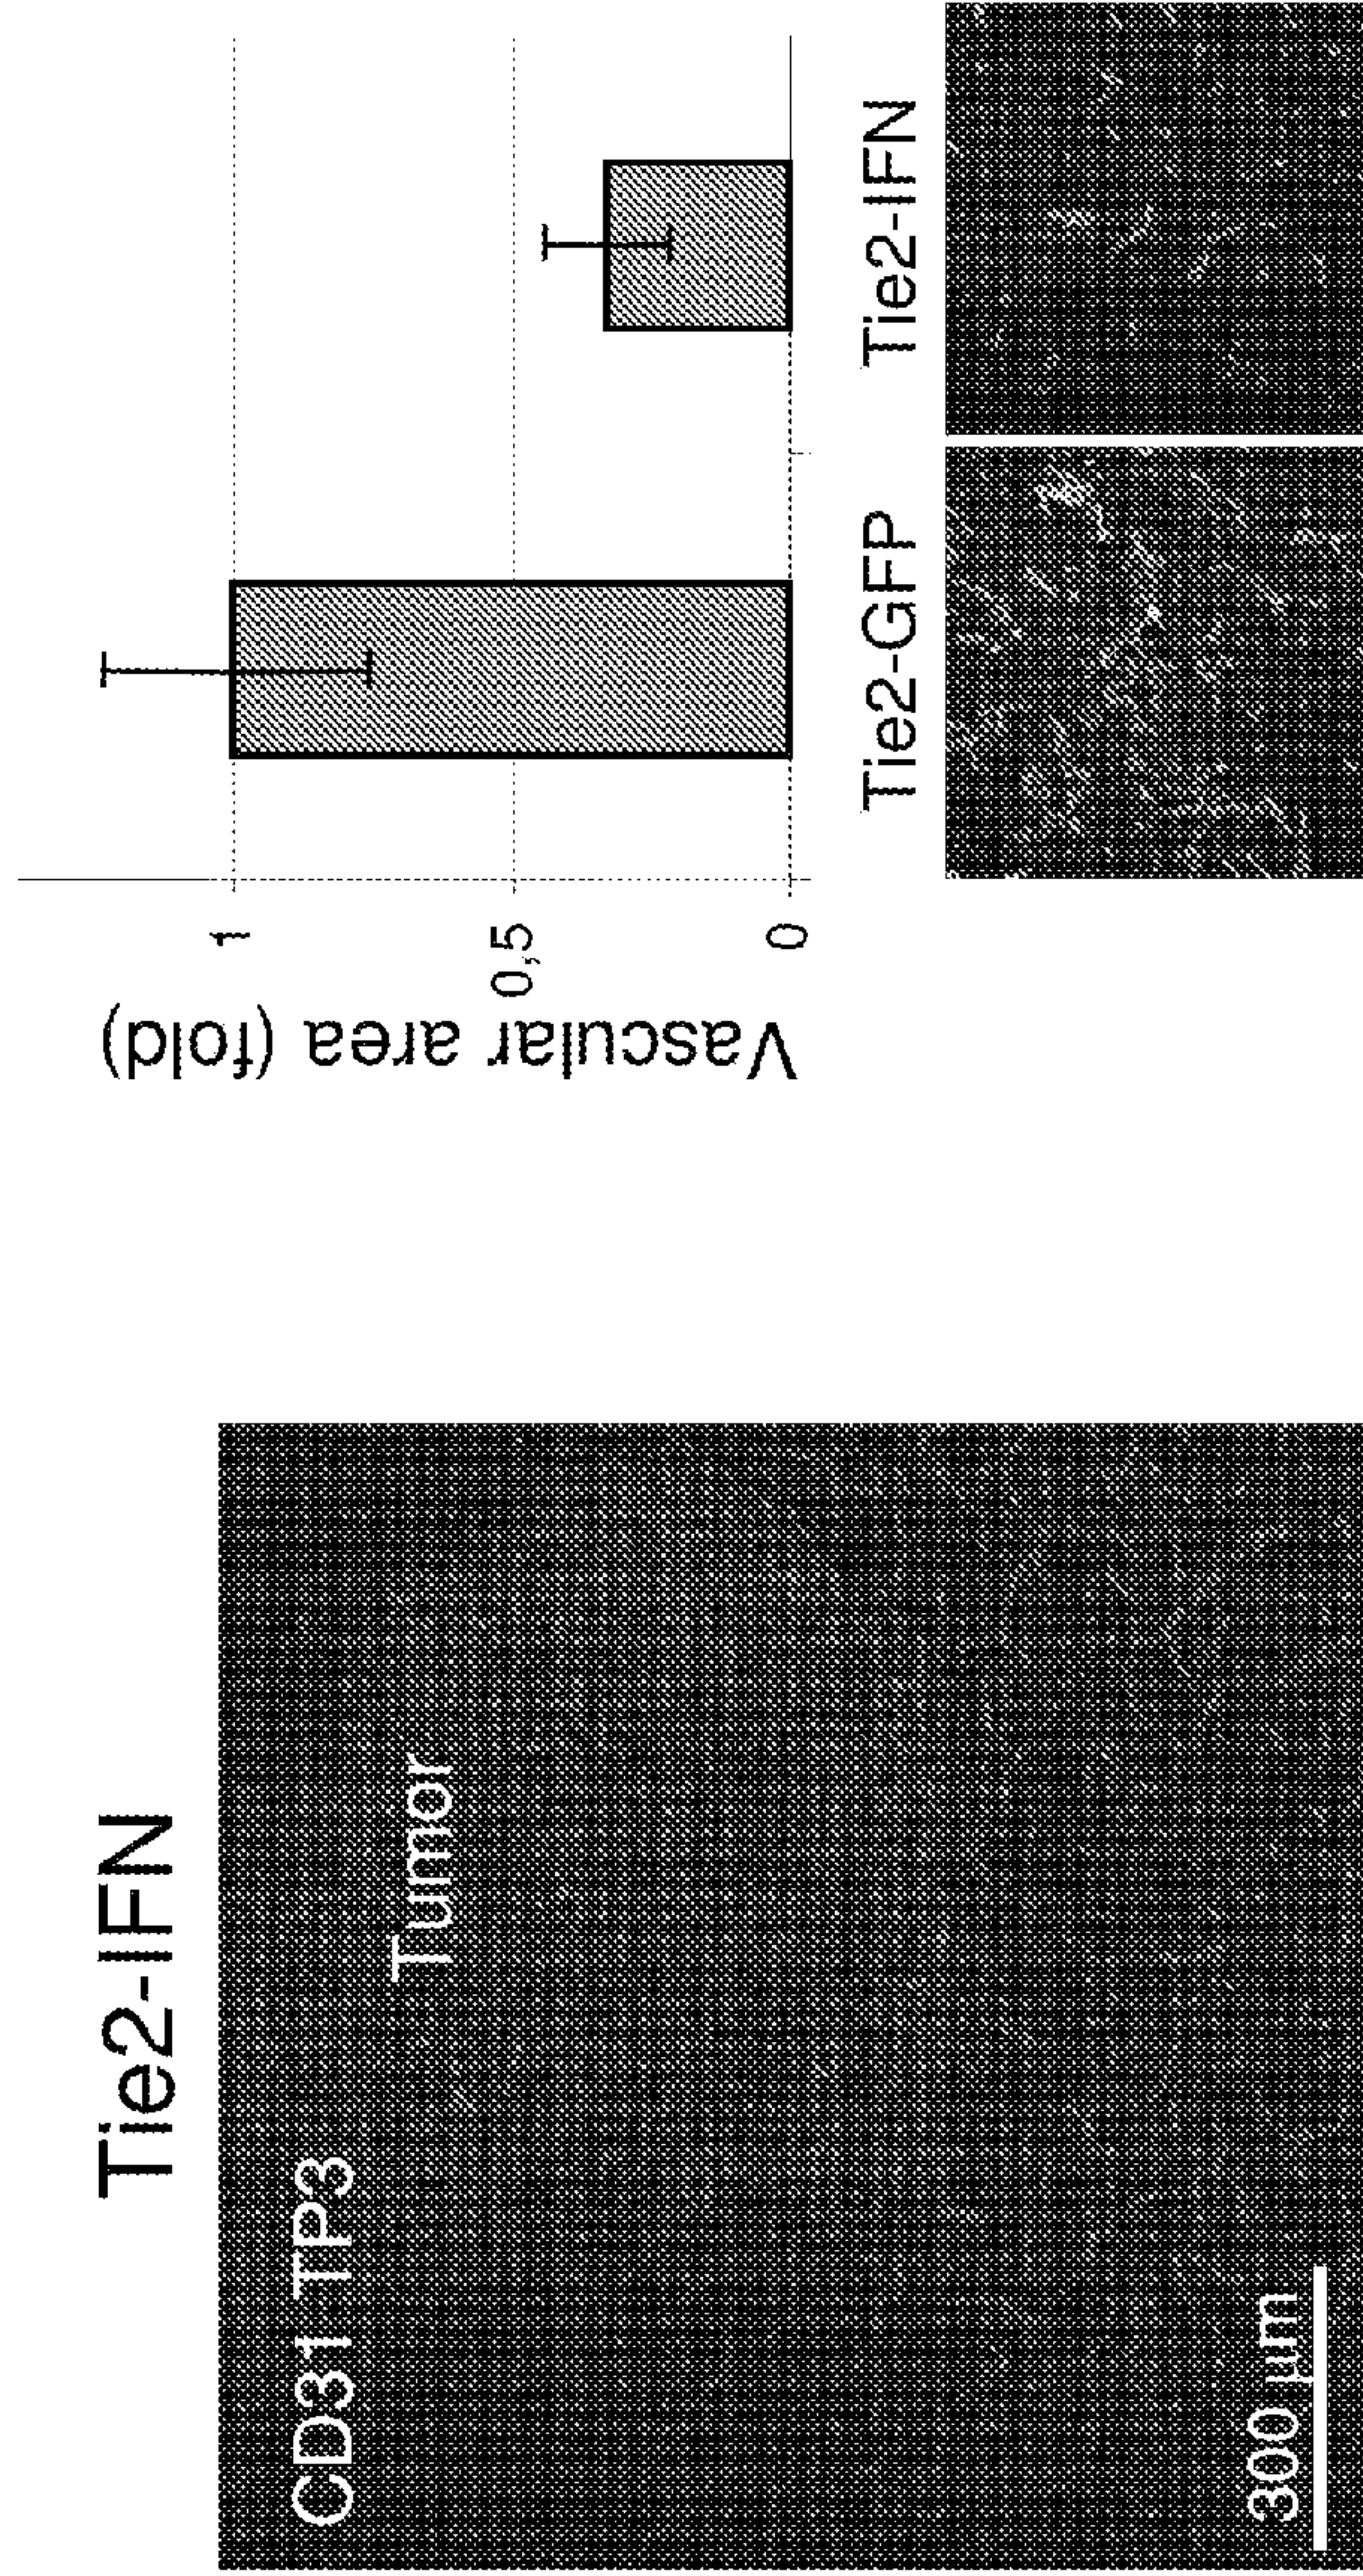 Tie2-IFN
CD31 TP3
Tumor
300 µm
Vascular area (fold)
1
0,5
0
Tie2-GFP
Tie2-IFN